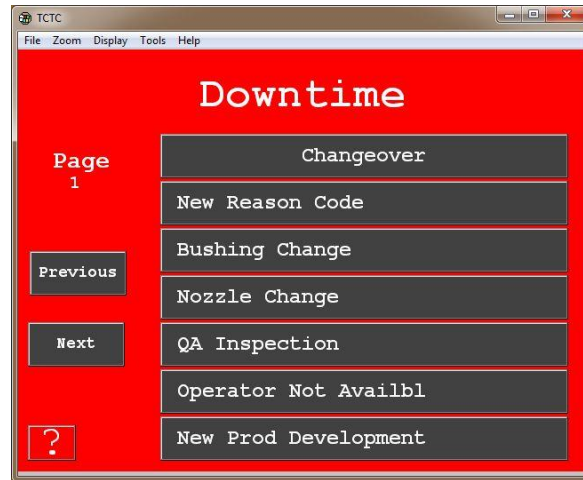 TCTC
File Zoom Display Tools Help
Downtime
Page
1
Changeover
New Reason Code
Bushing Change
Previous
Nozzle Change
Next
QA Inspection
Operator Not Availbl
?
New Prod Development